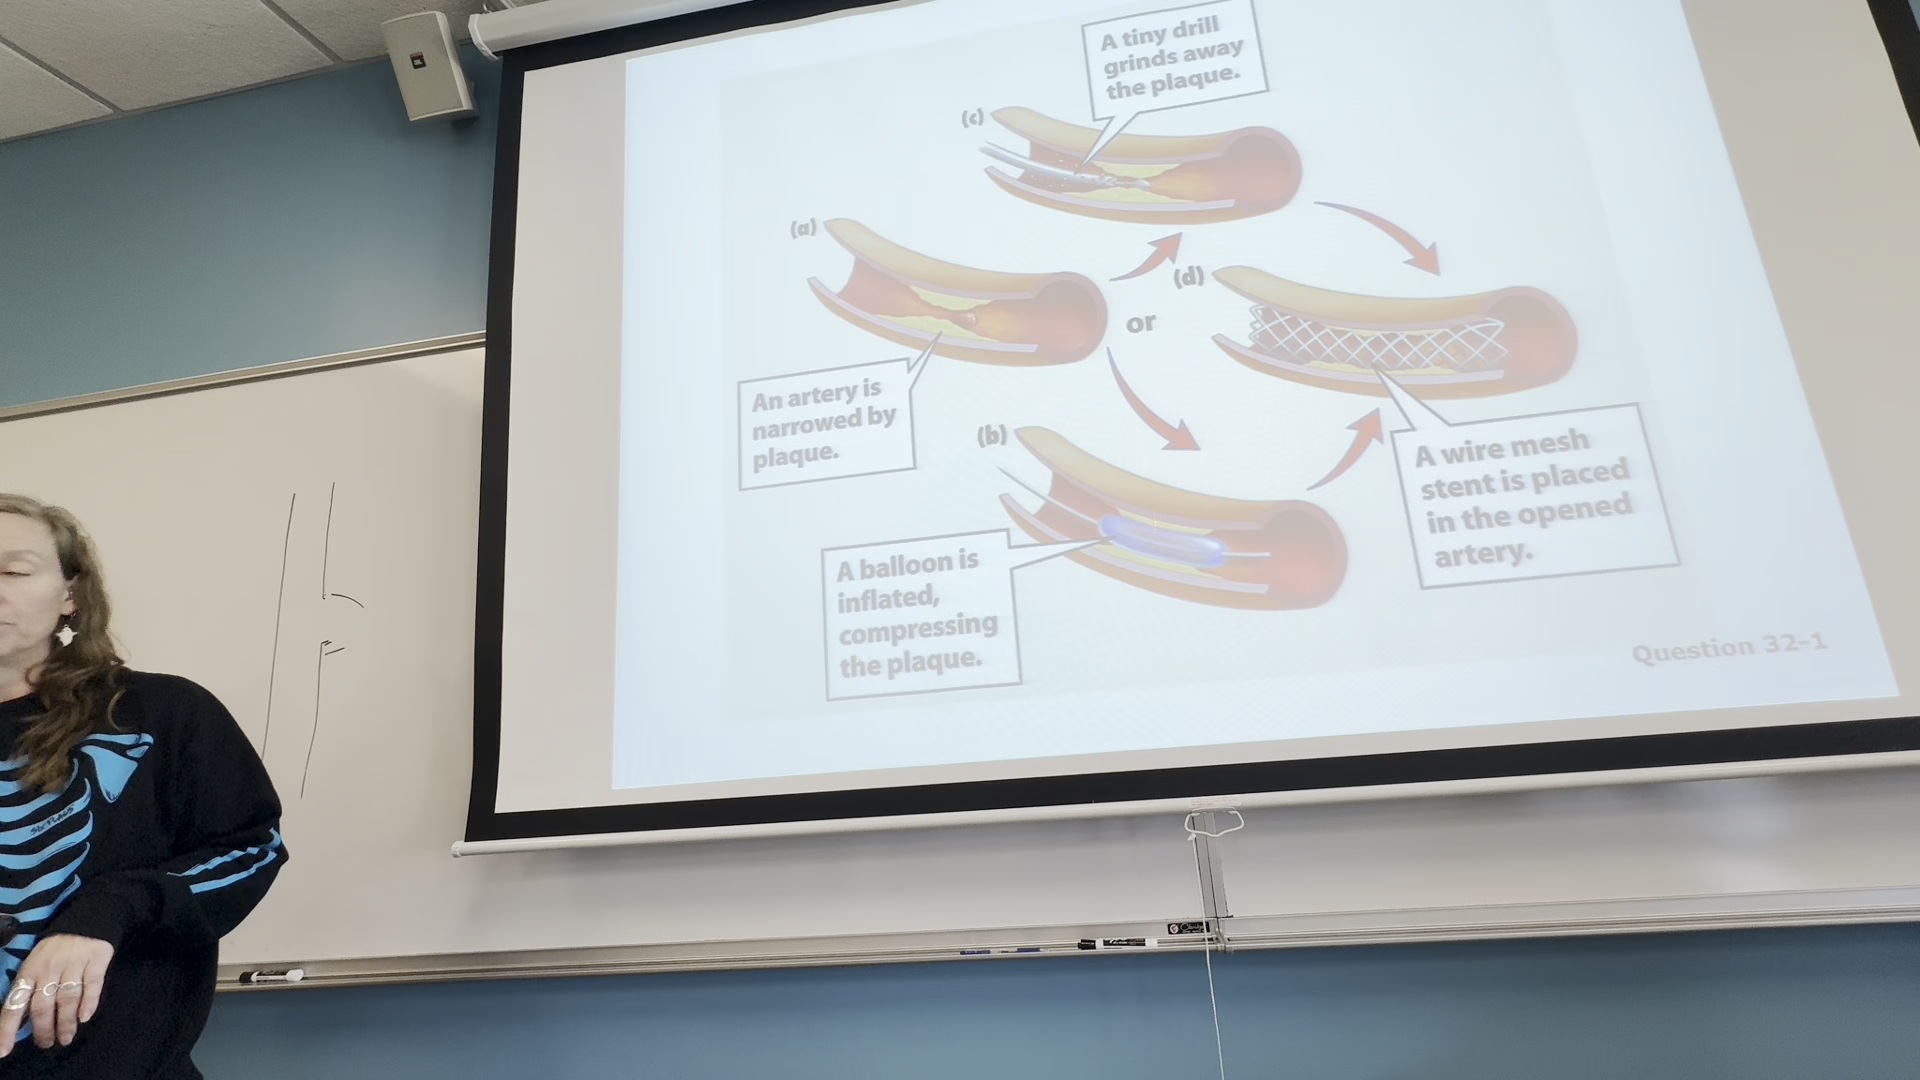 A tiny drill
grinds away
the plaque.
(c)
(a)
(d)
or
An artery is
narrowed by
plaque.
(b)
A wire mesh
stent is placed
in the opened
artery.
A balloon is
inflated,
compressing
the plaque.
Question 32-1